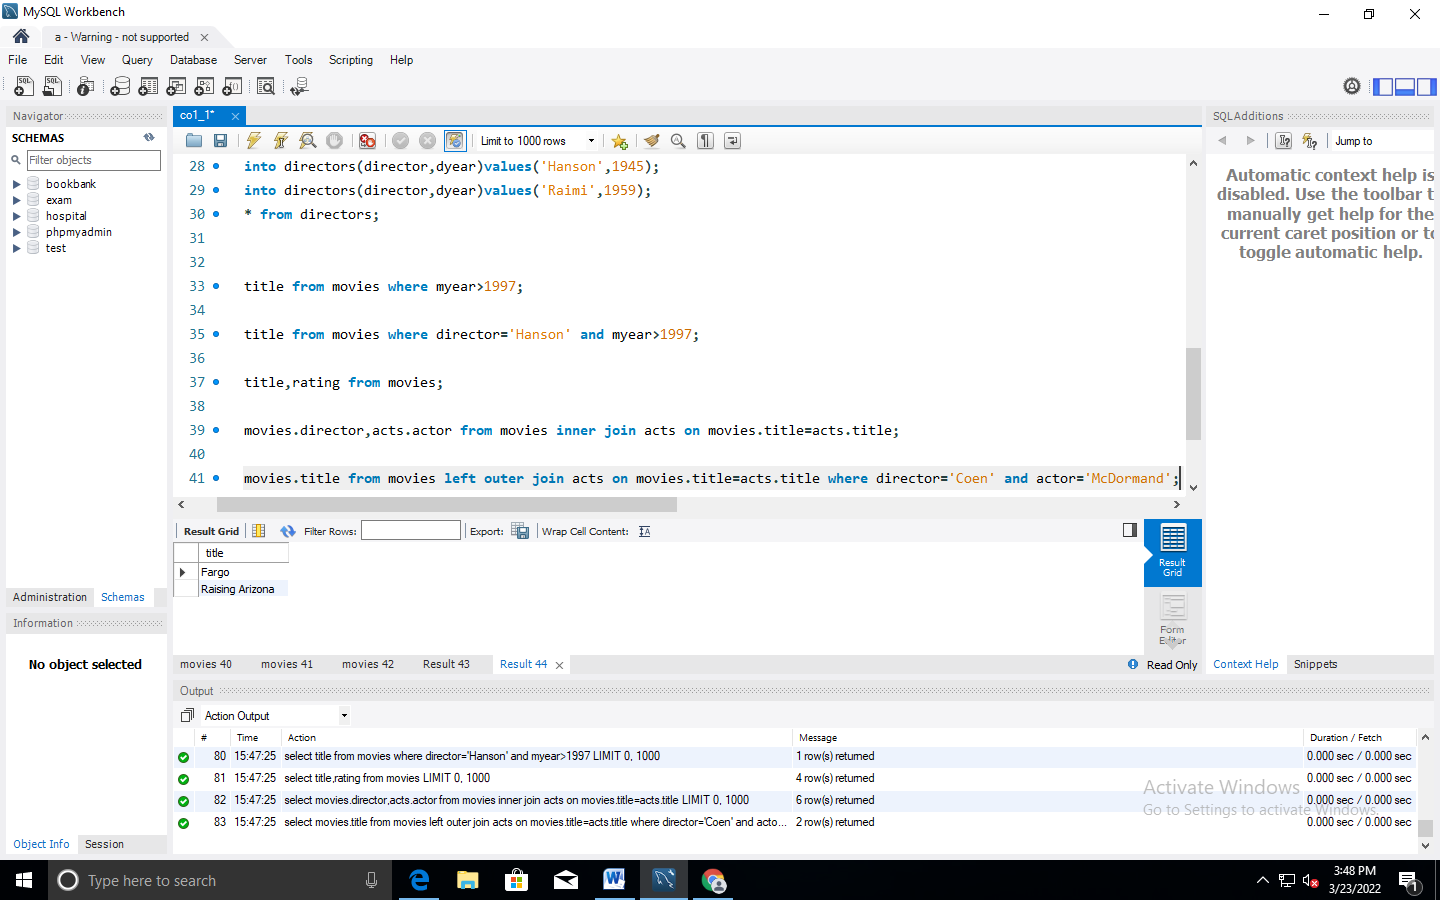 MySQL Workbench
a - Warning - not supported
File Edit View Query Database Server Tools Scripting Help
Navigator
SCHEMAS
Filter objects
bookbank
exam
hospital
phpmyadmin
test
Administration Schemas
Information
No object selected
Object Info Session
co1_1*
Limit to 1000 rows
28 into directors(director,dyear)values('Hanson',1945);
29 into directors(director,dyear)values('Raimi',1959);
30 * from directors;
31
32
33 title from movies where myear>1997;
34
35 title from movies where director='Hanson' and myear>1997;
36
37 title,rating from movies;
38
39 movies.director,acts.actor from movies inner join acts on movies.title=acts.title;
40
41 movies.title from movies left outer join acts on movies.title=acts.title where director='Coen' and actor='McDormand';
Result Grid Filter Rows: Export: Wrap Cell Content:
title
Fargo
Raising Arizona
Result
Grid
Form
Editor
movies 40 movies 41 movies 42 Result 43 Result 44 Read Only
SQLAdditions
Jump to
Automatic context help is
disabled. Use the toolbar t
manually get help for the
current caret position or to
toggle automatic help.
Context Help Snippets
Output
Action Output
# Time Action Message Duration / Fetch
80 15:47:25 select title from movies where director='Hanson' and myear>1997 LIMIT 0, 1000 1 row(s) returned 0.000 sec / 0.000 sec
81 15:47:25 select title,rating from movies LIMIT 0, 1000 4 row(s) returned 0.000 sec / 0.000 sec
82 15:47:25 select movies.director,acts.actor from movies inner join acts on movies.title=acts.title LIMIT 0, 1000 6 row(s) returned 0.000 sec / 0.000 sec
83 15:47:25 select movies.title from movies left outer join acts on movies.title=acts.title where director='Coen' and acto... 2 row(s) returned 0.000 sec / 0.000 sec
Activate Windows
Go to Settings to activate Windows.
Type here to search
3:48 PM
3/23/2022
1